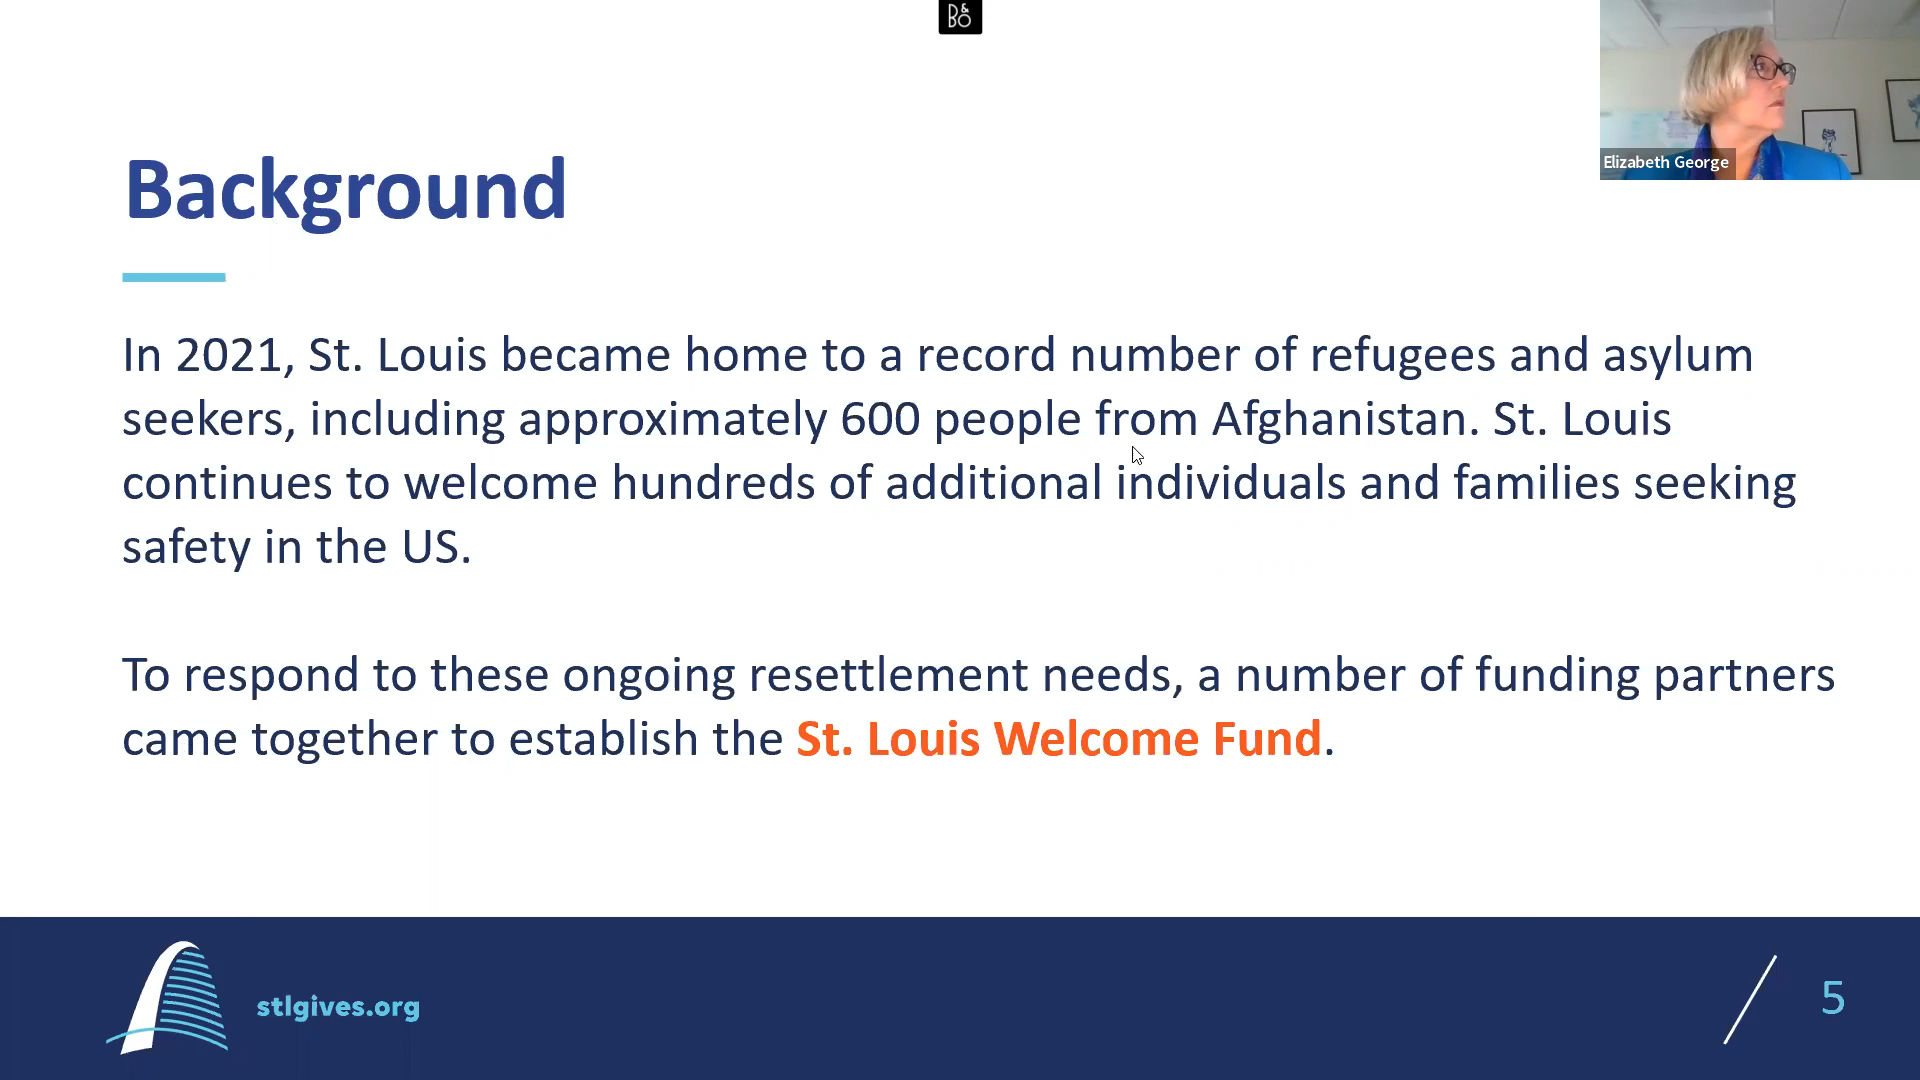 B&O
Elizabeth George
Background
In 2021, St. Louis became home to a record number of refugees and asylum
seekers, including approximately 600 people from Afghanistan. St. Louis
continues to welcome hundreds of additional individuals and families seeking
safety in the US.
To respond to these ongoing resettlement needs, a number of funding partners
came together to establish the St. Louis Welcome Fund.
stlgives.org
5